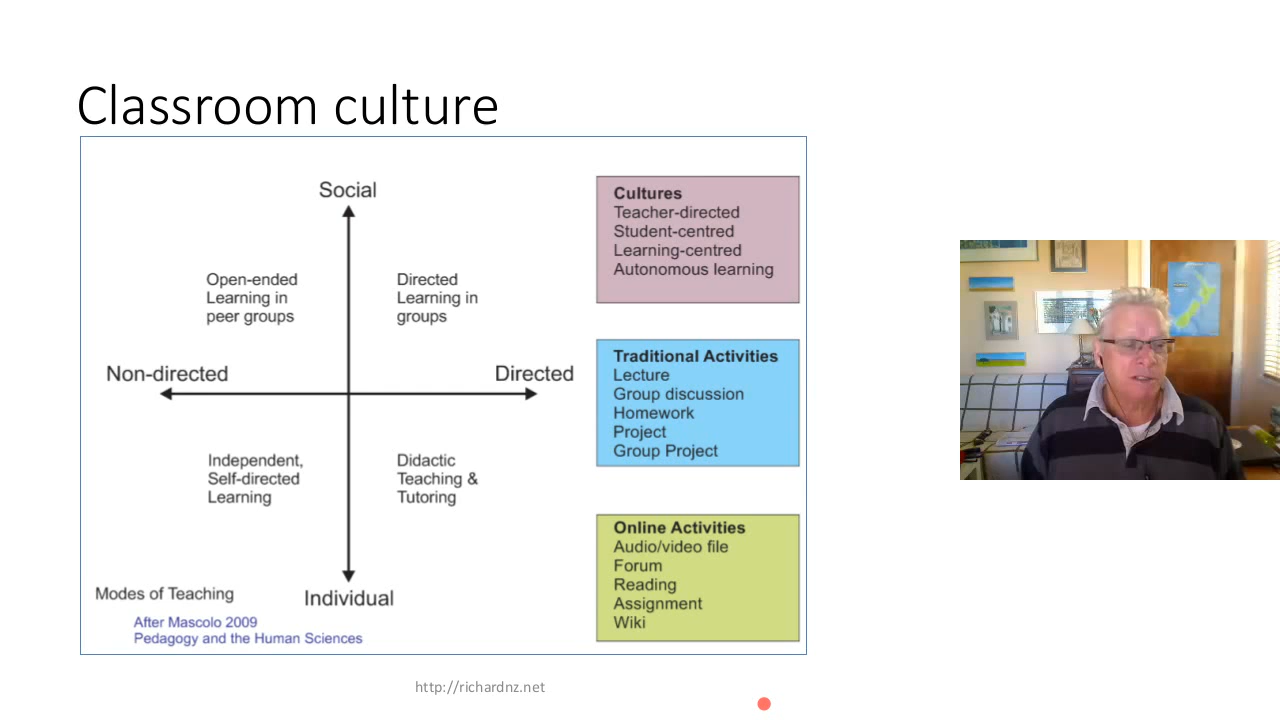 Classroom culture
Social
Open-ended
Learning in
peer groups
Directed
Learning in
groups
Non-directed
Directed
Independent,
Self-directed
Learning
Didactic
Teaching &
Tutoring
Modes of Teaching
Individual
After Mascolo 2009
Pedagogy and the Human Sciences
Cultures
Teacher-directed
Student-centred
Learning-centred
Autonomous learning
Traditional Activities
Lecture
Group discussion
Homework
Project
Group Project
Online Activities
Audio/video file
Forum
Reading
Assignment
Wiki
http://richardnz.net